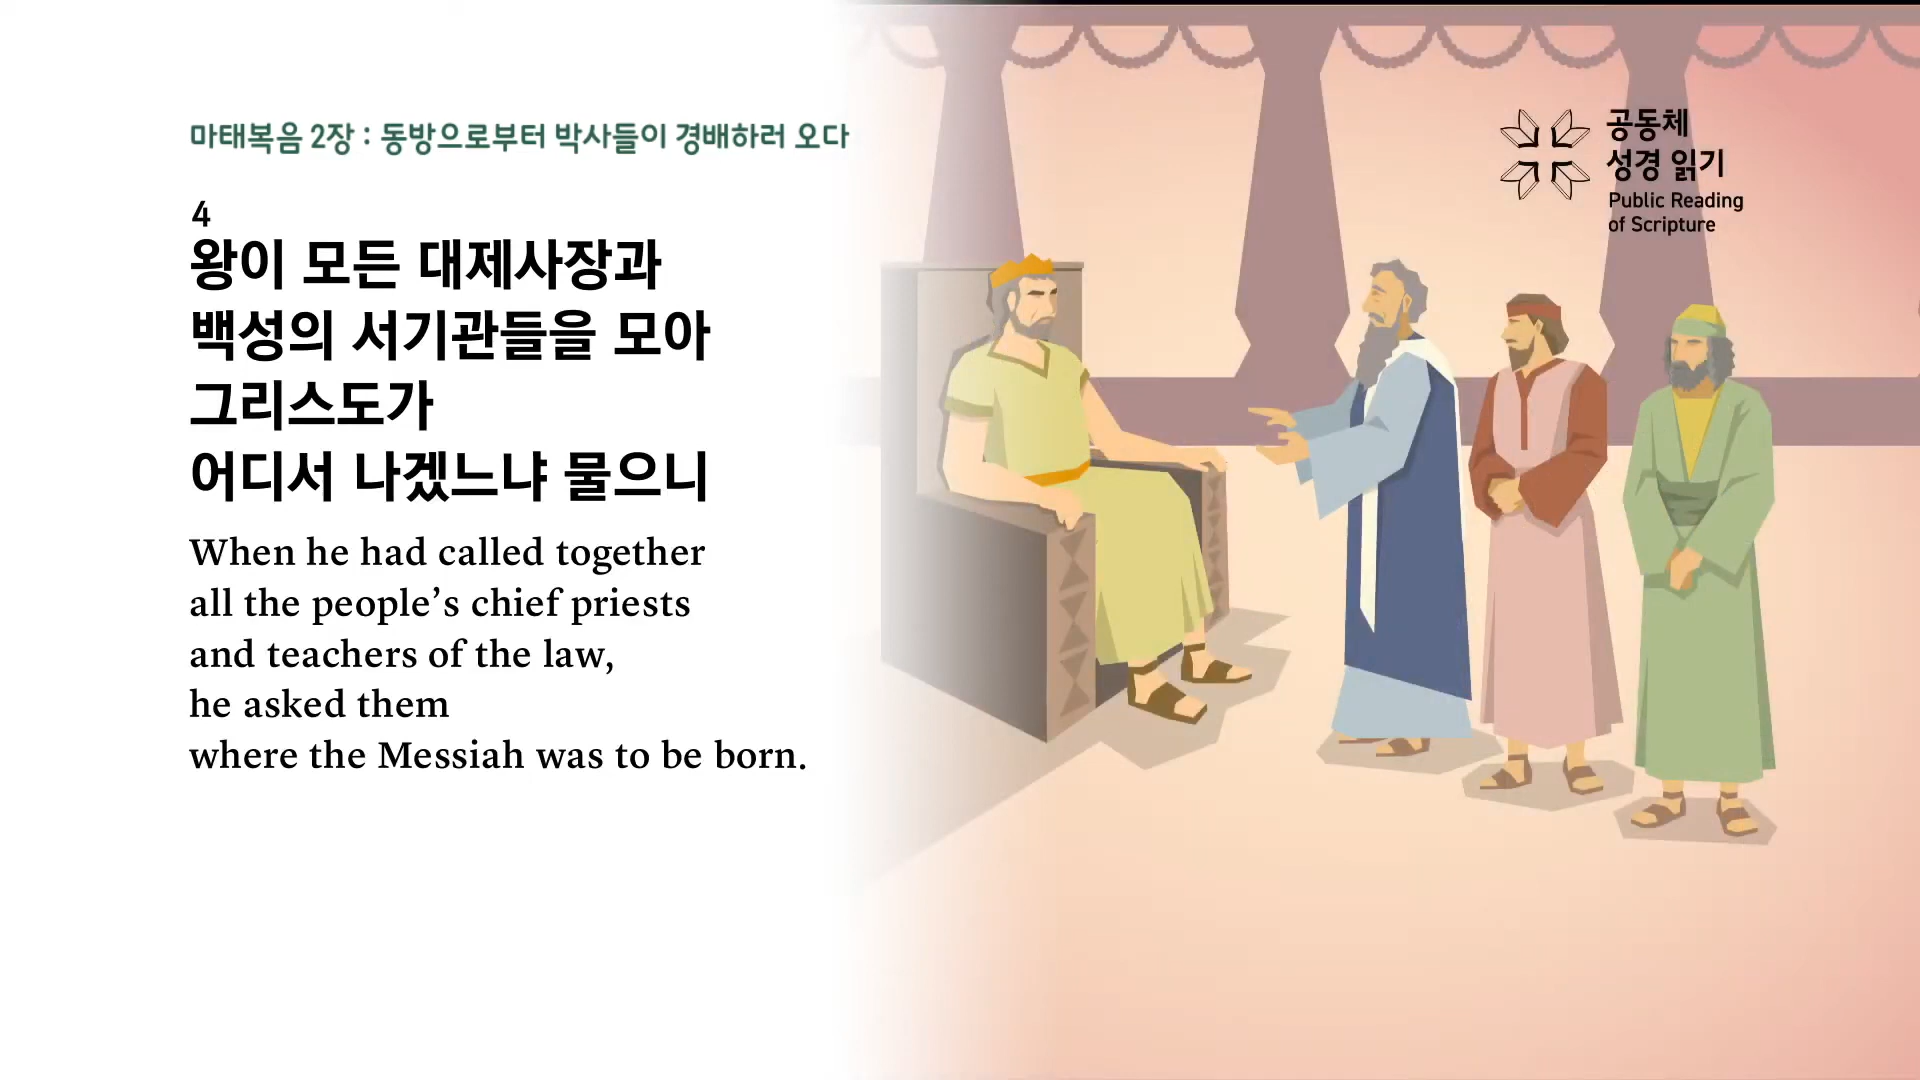 마태복음 2장 : 동방으로부터 박사들이 경배하러 오다
4
왕이 모든 대제사장과
백성의 서기관들을 모아
그리스도가
어디서 나겠느냐 물으니
When he had called together
all the people’s chief priests
and teachers of the law,
he asked them
where the Messiah was to be born.
공동체
성경 읽기
Public Reading
of Scripture